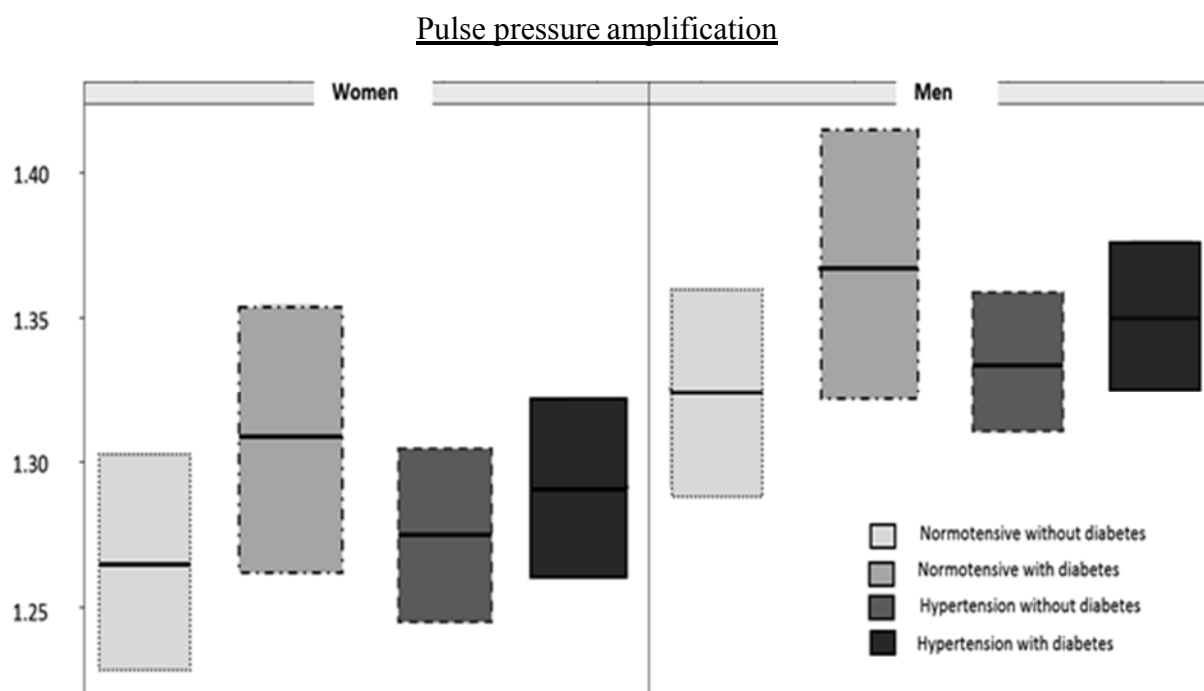 Pulse pressure amplification
Women
Men
1.40
1.35
1.30
1.25
Normotensive without diabetes
Normotensive with diabetes
Hypertension without diabetes
Hypertension with diabetes